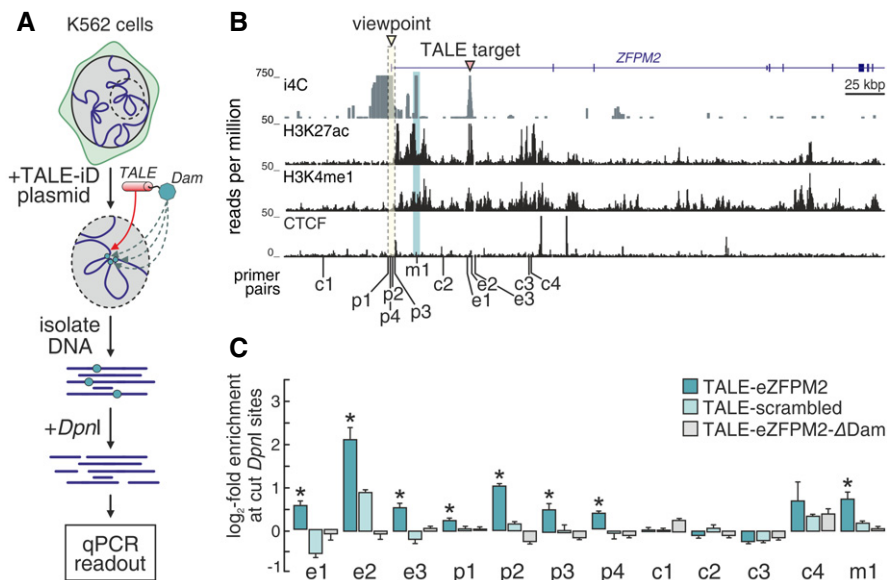 A
K562 cells
+TALE-iD
plasmid
TALE
Dam
isolate
DNA
+DpnI
qPCR
readout
B
viewpoint
TALE target
ZFPM2
25 kbp
reads per million
750
i4C
50
H3K27ac
50
H3K4me1
50
CTCF
0
primer
pairs
c1
p1
p2
p4
p3
m1
c2
e1
e2
e3
c3
c4
C
log2-fold enrichment
at cut DpnI sites
3
2
1
0
-1
TALE-eZFPM2
TALE-scrambled
TALE-eZFPM2-ΔDam
* * * * * * * *
e1 e2 e3 p1 p2 p3 p4 c1 c2 c3 c4 m1